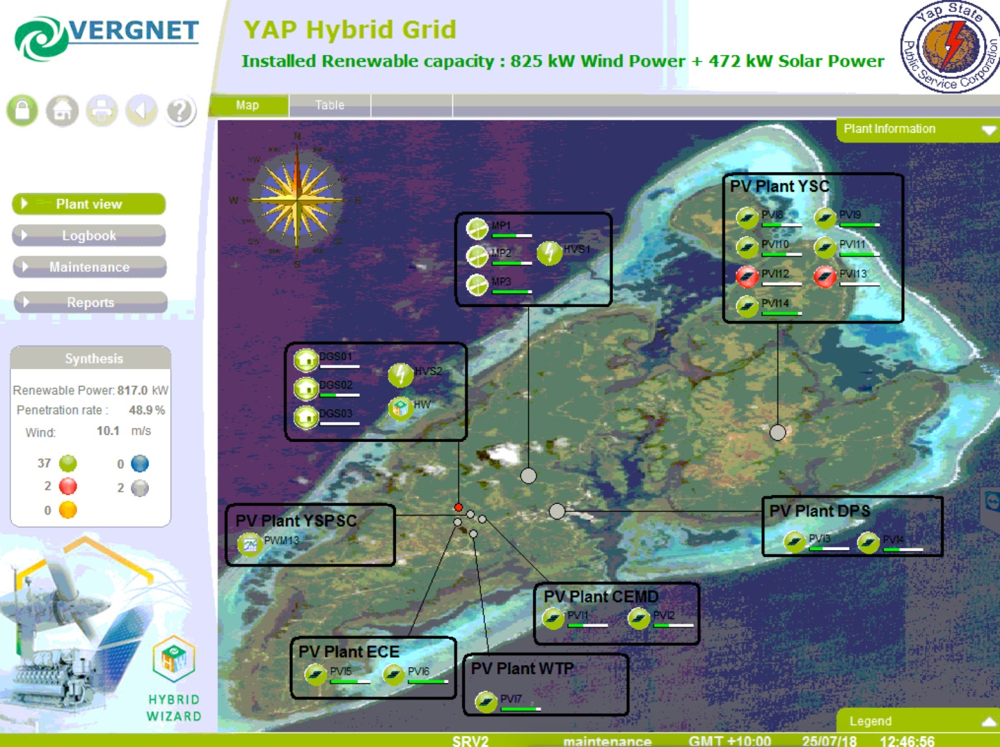 VERGNET
YAP Hybrid Grid
Installed Renewable capacity : 825 kW Wind Power + 472 kW Solar Power
Yap State
Public Service Corporation
Map
Table
Plant Information
Plant view
Logbook
Maintenance
Reports
Synthesis
Renewable Power: 817.0 kW
Penetration rate : 48.9 %
Wind: 10.1 m/s
37
0
2
2
0
HYBRID
WIZARD
HW
N
W
E
S
SW
SE
MP1
MP2
MP3
HVS1
PV Plant YSC
PVI8
PVI9
PVI10
PVI11
PVI12
PVI13
PVI14
DGS01
DGS02
DGS03
HVS2
HW
PV Plant YSPSC
PWM13
PV Plant DPS
PVI3
PVI4
PV Plant CEMD
PVI1
PVI2
PV Plant ECE
PVI5
PVI6
PV Plant WTP
PVI7
Legend
SRV2
maintenance
GMT +10:00
25/07/18
12:46:56